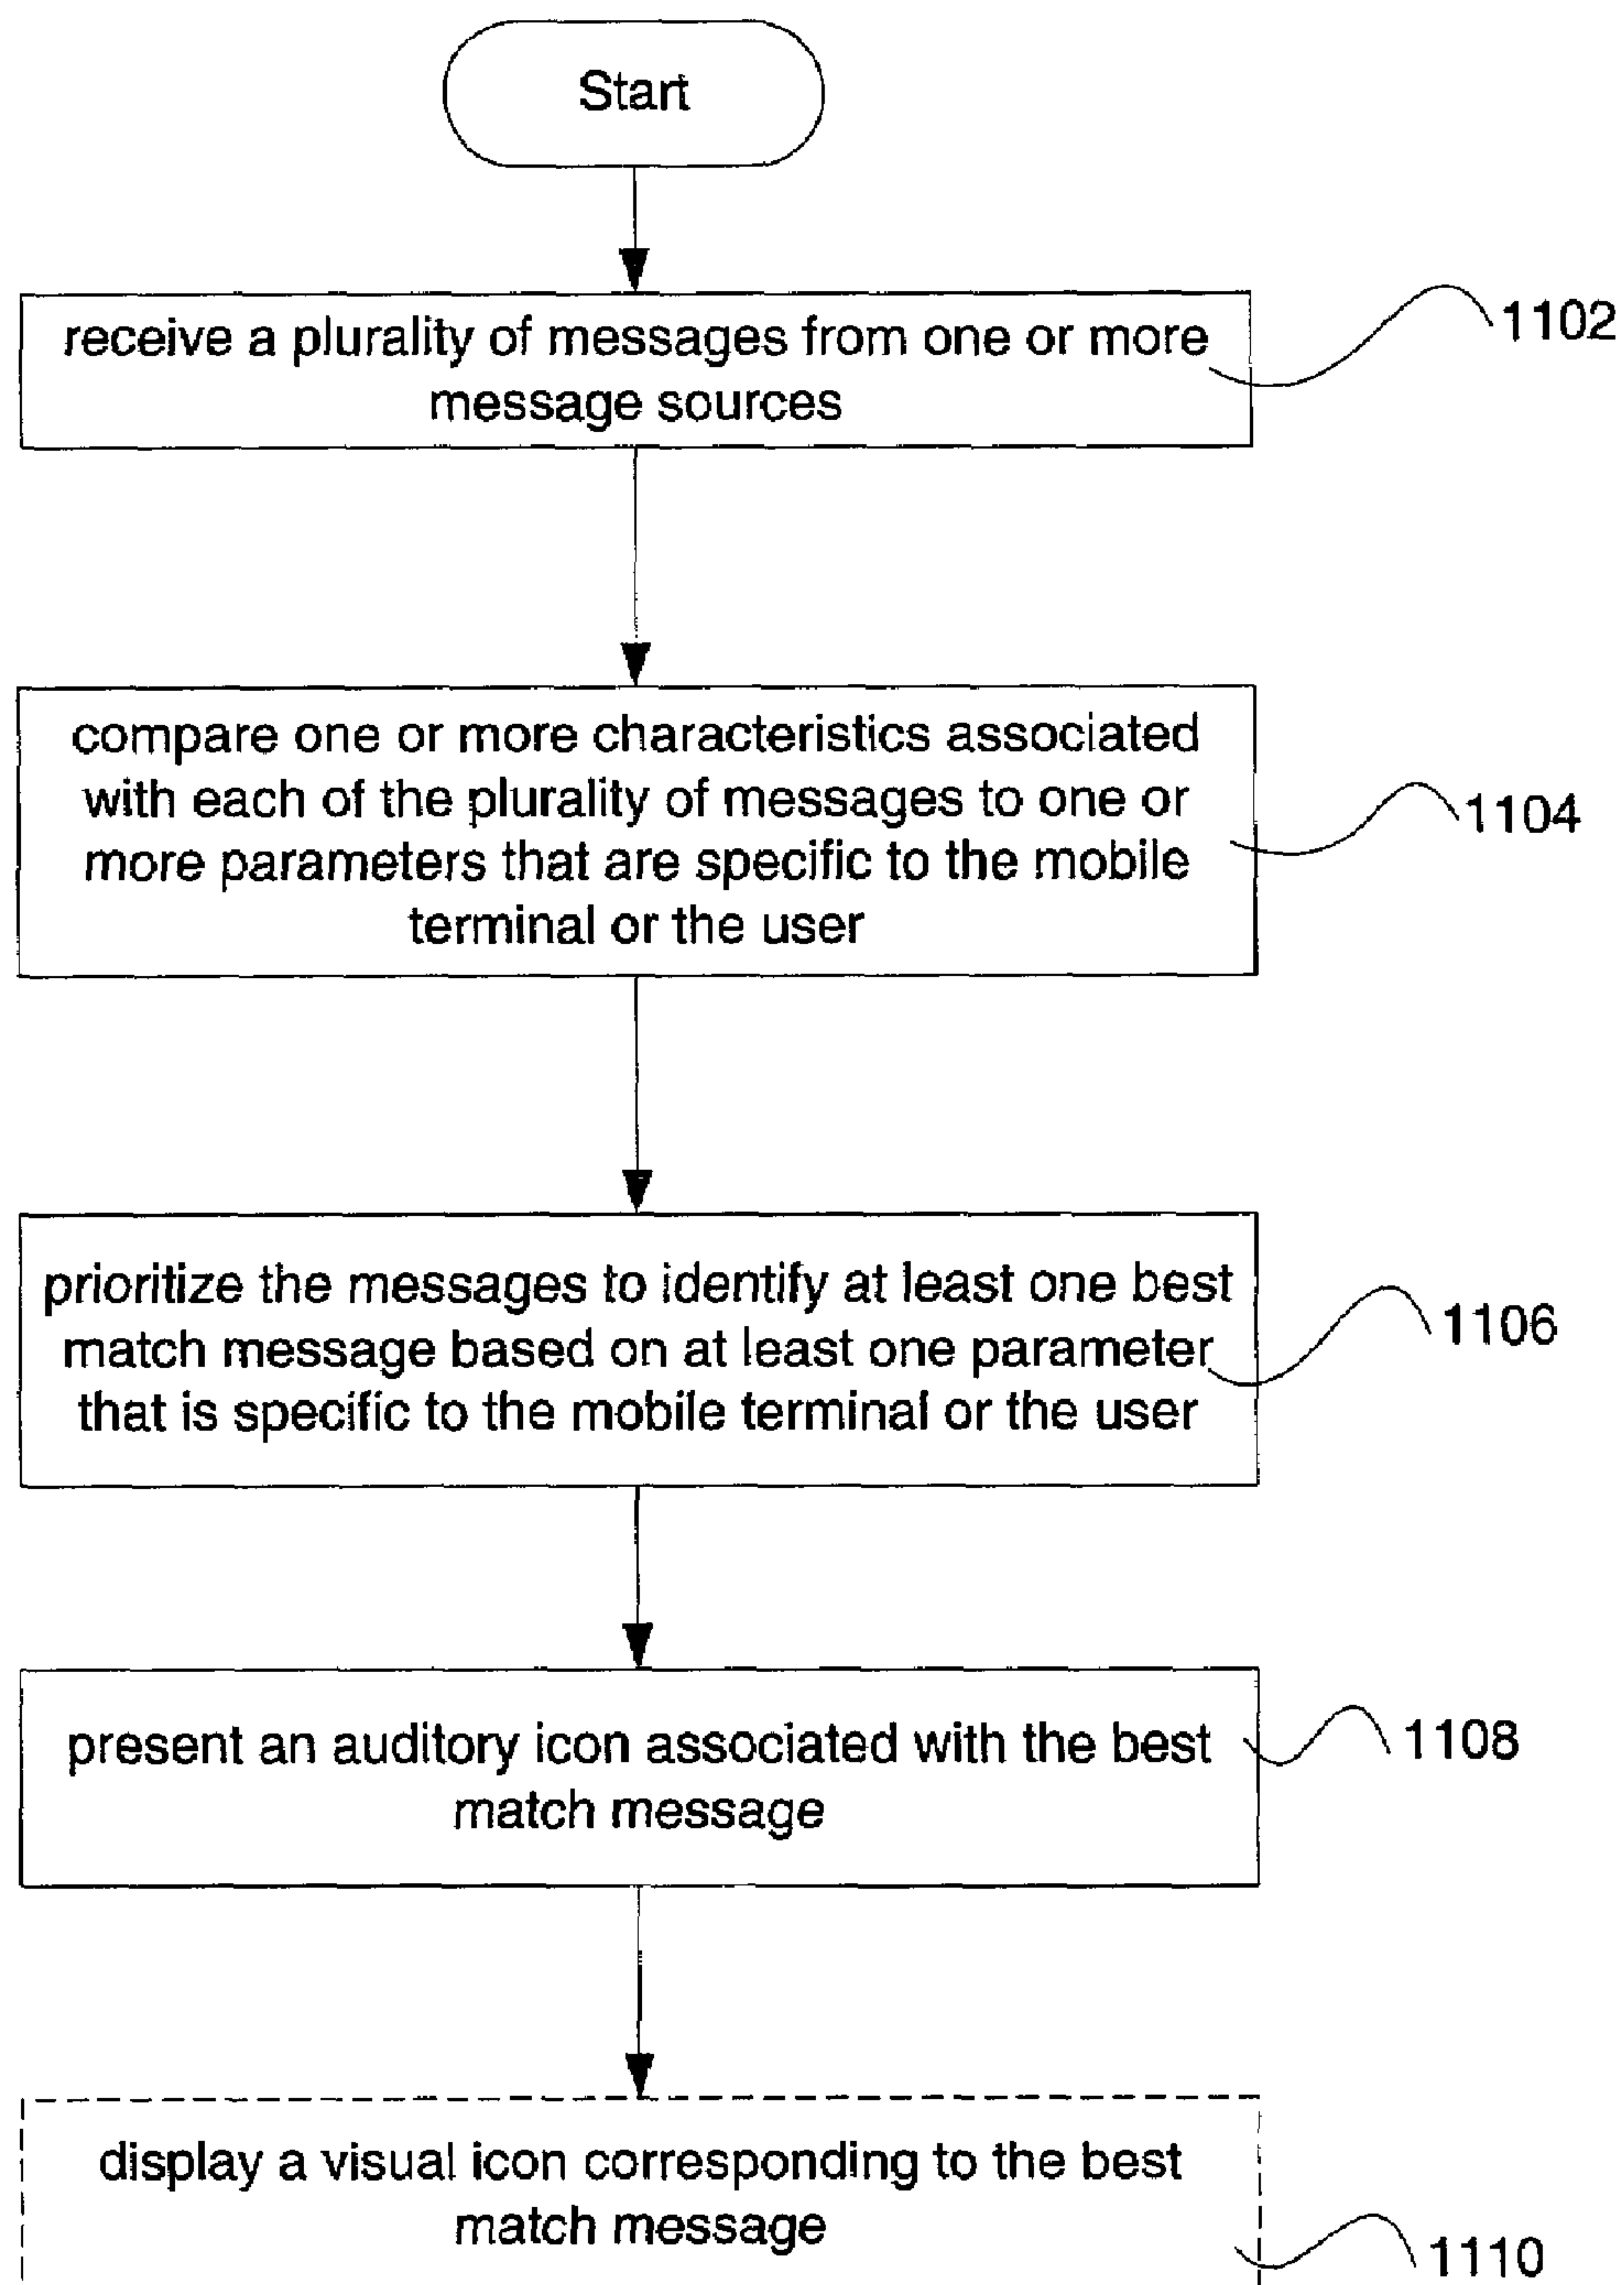 Start
receive a plurality of messages from one or more
message sources
1102
compare one or more characteristics associated
with each of the plurality of messages to one or
more parameters that are specific to the mobile
terminal or the user
1104
prioritize the messages to identify at least one best
match message based on at least one parameter
that is specific to the mobile terminal or the user
1106
present an auditory icon associated with the best
match message
1108
display a visual icon corresponding to the best
match message
1110